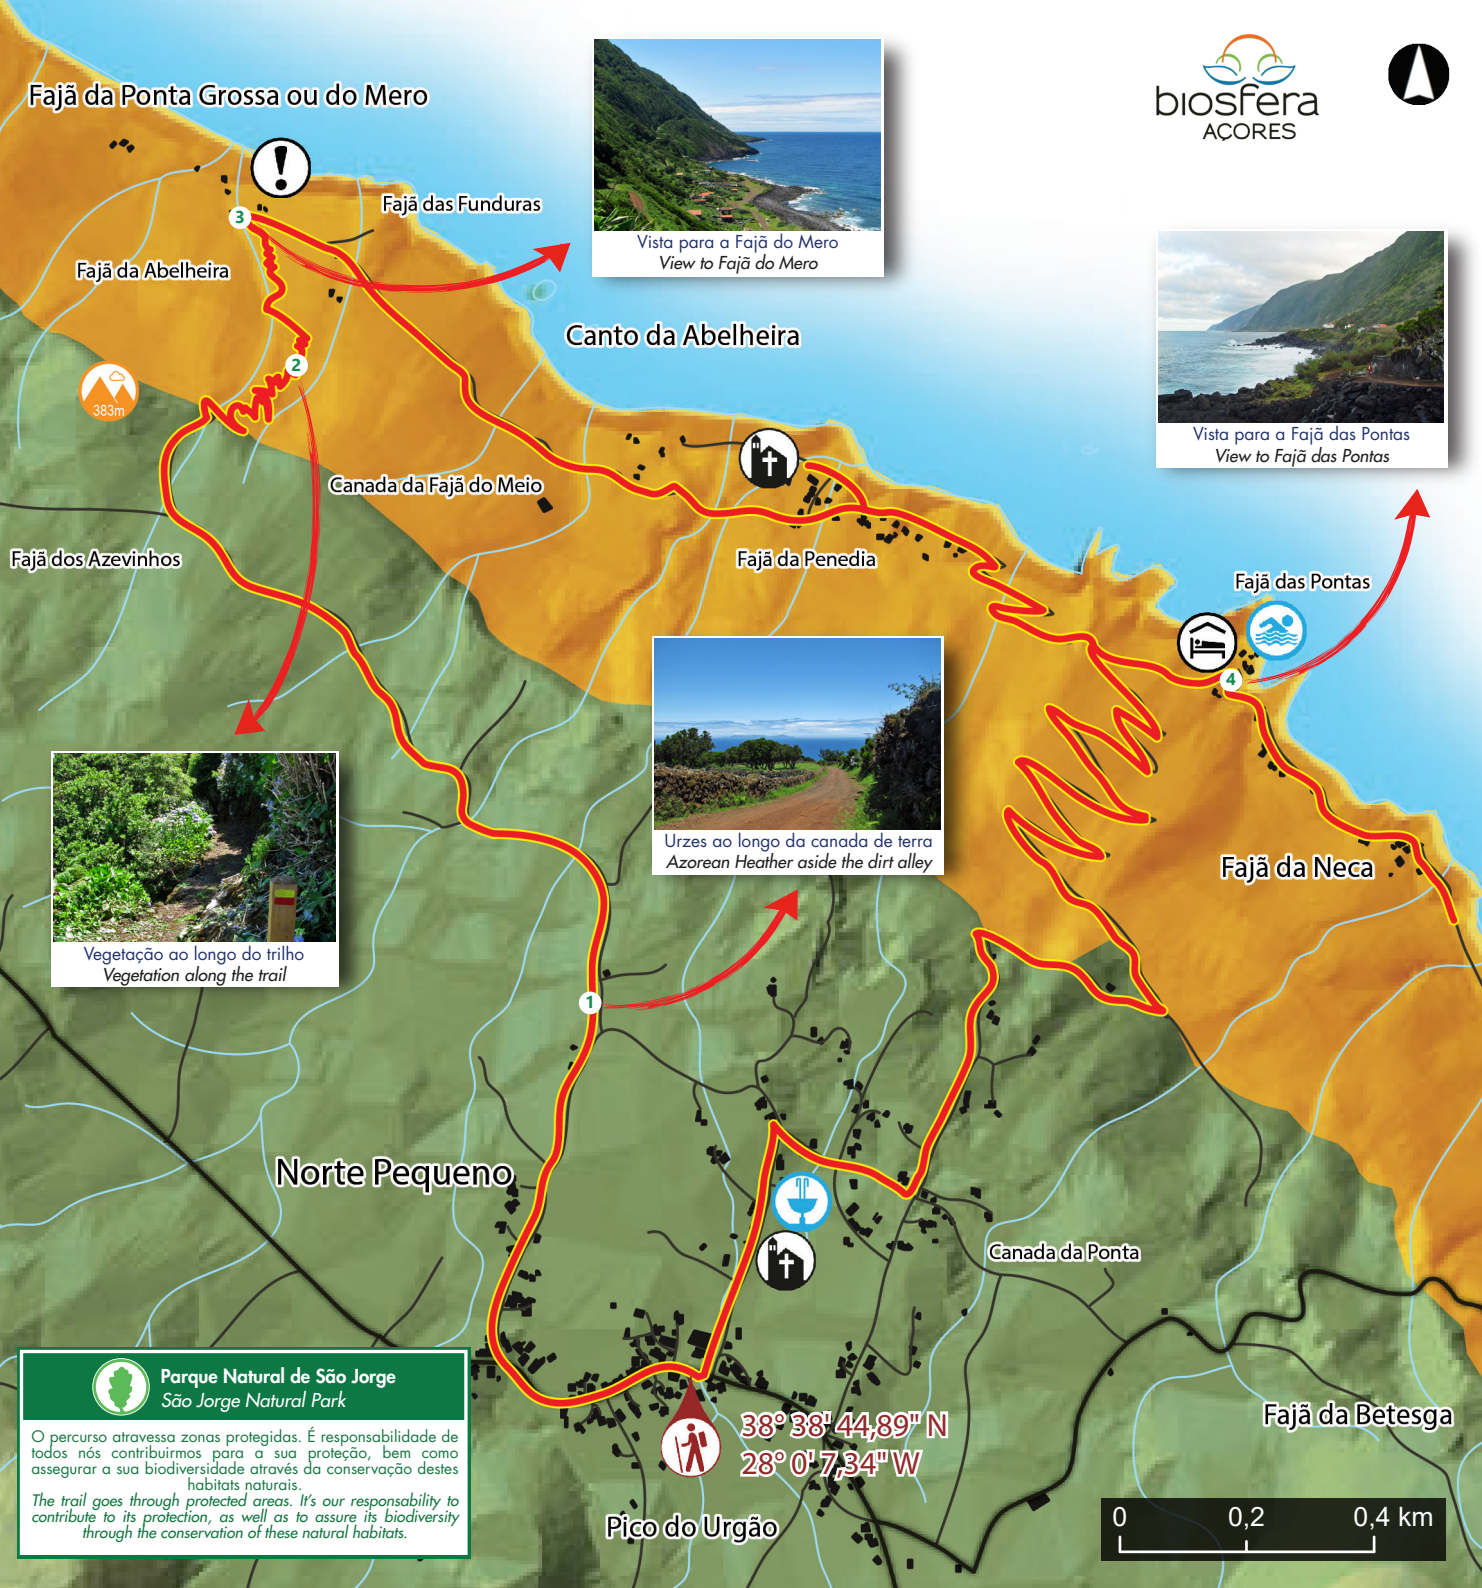 biosfera
AÇORES
Fajã da Ponta Grossa ou do Mero
Fajã das Funduras
3
Vista para a Fajã do Mero
View to Fajã do Mero
Fajã da Abelheira
Canto da Abelheira
2
383m
Vista para a Fajã das Pontas
View to Fajã das Pontas
Canada da Fajã do Meio
Fajã dos Azevinhos
Fajã da Penedia
Fajã das Pontas
4
Urzes ao longo da canada de terra
Azorean Heather aside the dirt alley
Fajã da Neca
Vegetação ao longo do trilho
Vegetation along the trail
1
Norte Pequeno
Canada da Ponta
Parque Natural de São Jorge
São Jorge Natural Park
O percurso atravessa zonas protegidas. É responsabilidade de
todos nós contribuirmos para a sua proteção, bem como
assegurar a sua biodiversidade através da conservação destes
habitats naturais.
The trail goes through protected areas. It's our responsability to
contribute to its protection, as well as to assure its biodiversity
through the conservation of these natural habitats.
38° 38' 44,89" N
28° 0' 7,34" W
Fajã da Betesga
Pico do Urgão
0 0,2 0,4 km